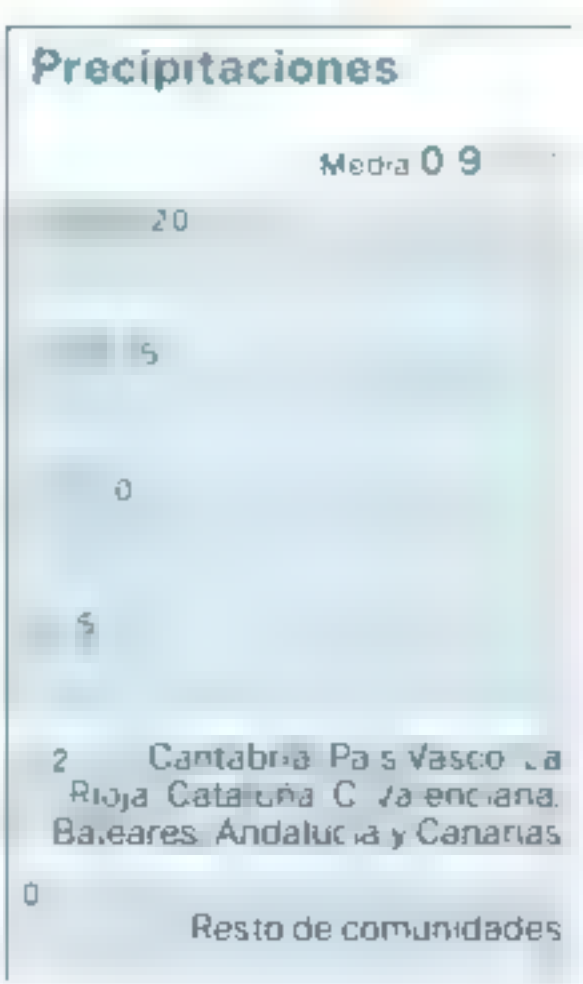 Precipitaciones
Media 0 9
20
5
0
5
2 Cantabria País Vasco La
Rioja Cataluña C Valenciana.
Baleares, Andalucía y Canarias
0
Resto de comunidades